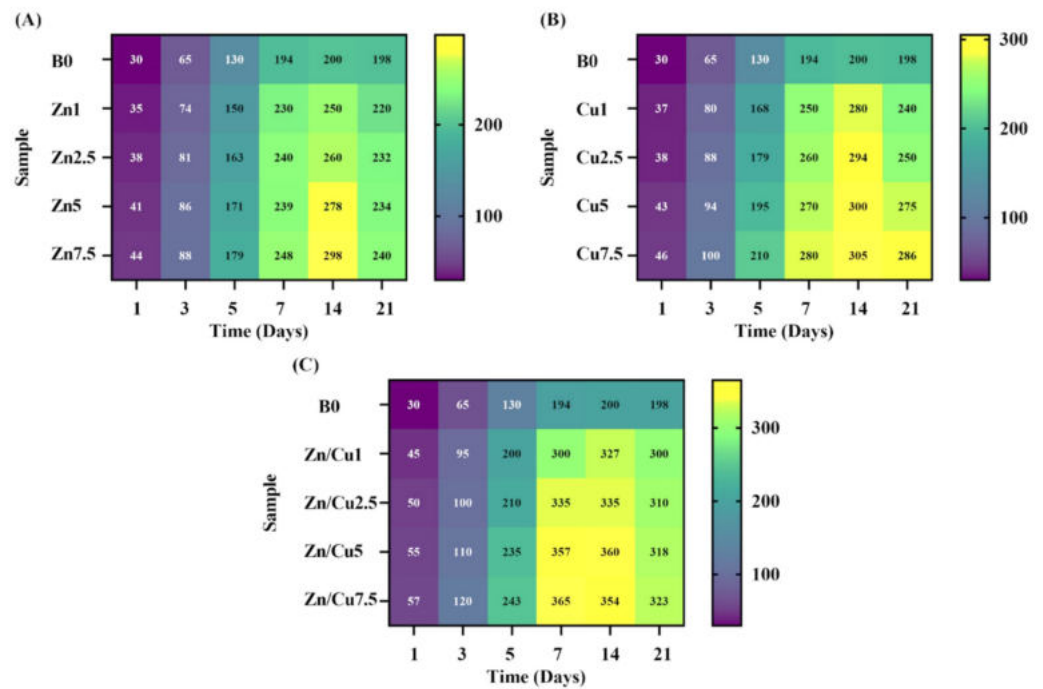 (A)
B0 30 65 130 194 200 198
Zn1 35 74 150 230 250 220
Zn2.5 38 81 163 240 260 232
Zn5 41 86 171 239 278 234
Zn7.5 44 88 179 248 298 240
1 3 5 7 14 21
Time (Days)
Sample
200
100
(B)
B0 30 65 130 194 200 198
Cu1 37 80 168 250 280 240
Cu2.5 38 88 179 260 294 250
Cu5 43 94 195 270 300 275
Cu7.5 46 100 210 280 305 286
1 3 5 7 14 21
Time (Days)
Sample
300
200
100
(C)
B0 30 65 130 194 200 198
Zn/Cu1 45 95 200 300 327 300
Zn/Cu2.5 50 100 210 335 335 310
Zn/Cu5 55 110 235 357 360 318
Zn/Cu7.5 57 120 243 365 354 323
1 3 5 7 14 21
Time (Days)
Sample
300
200
100